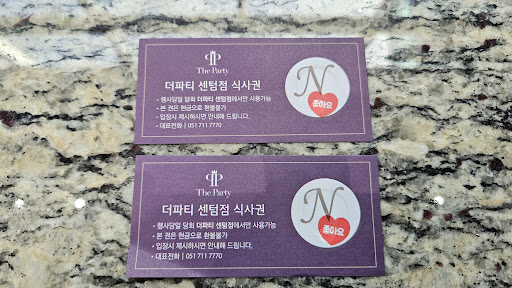 The Party
더파티 센텀점 식사권
• 행사당일 당회 더파티 센텀점에서만 사용가능
• 본 권은 현금으로 환불불가
• 입장시 제시하시면 안내해 드립니다.
• 대표전화 | 051 711 7770
N
좋아요
The Party
더파티 센텀점 식사권
• 행사당일 당회 더파티 센텀점에서만 사용가능
• 본 권은 현금으로 환불불가
• 입장시 제시하시면 안내해 드립니다.
• 대표전화 | 051 711 7770
N
좋아요